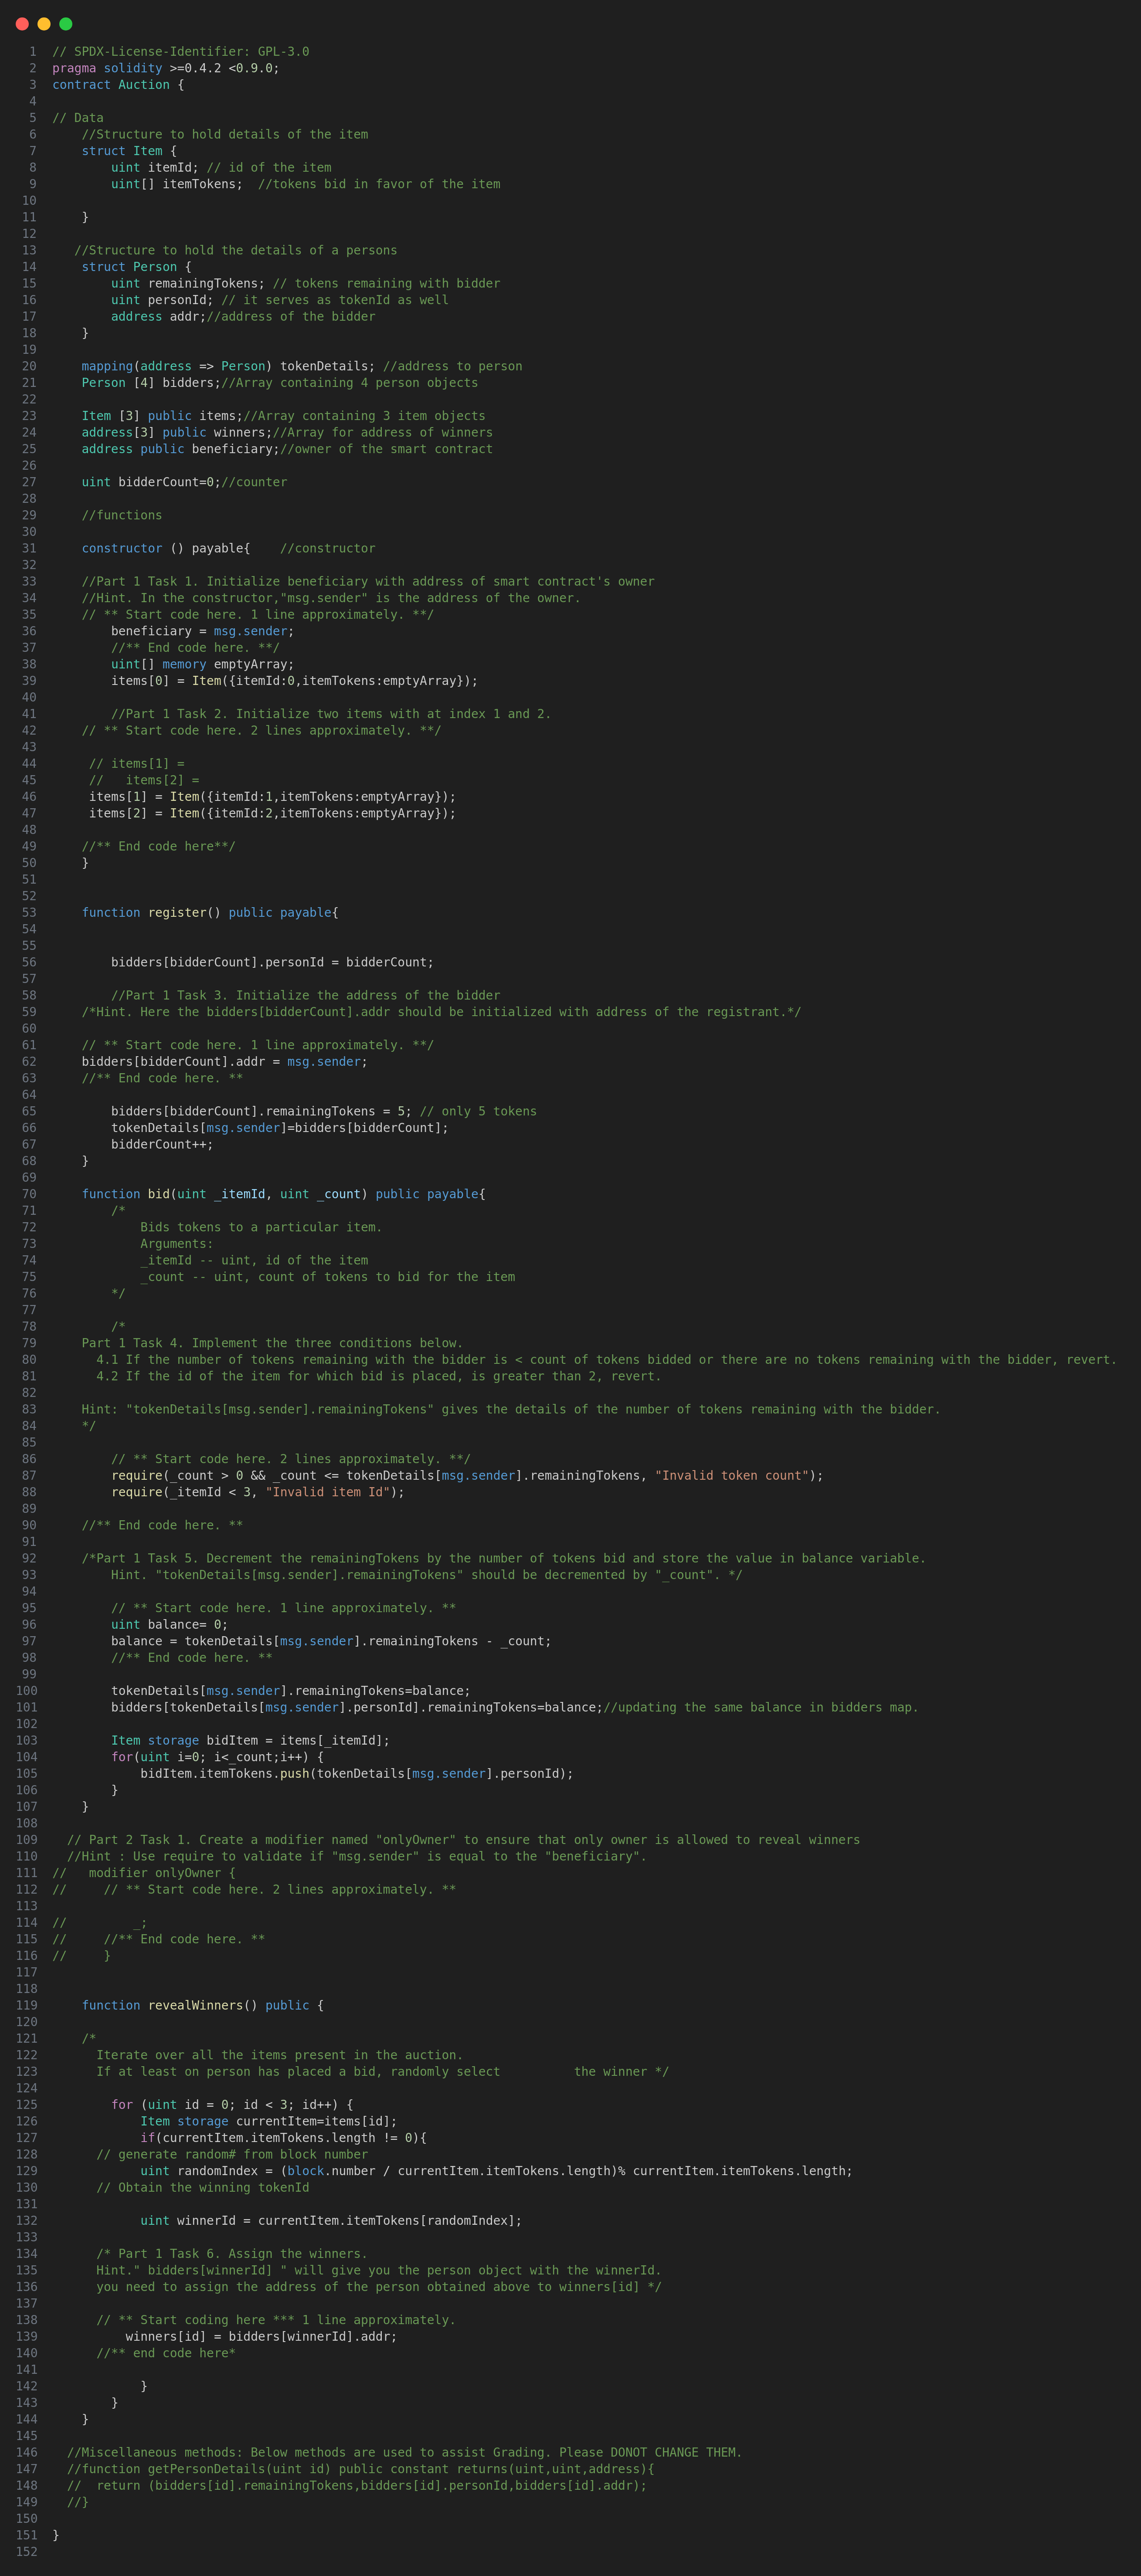 1 // SPDX-License-Identifier: GPL-3.0
2 pragma solidity >=0.4.2 <0.9.0;
3 contract Auction {
4
5 // Data
6     //Structure to hold details of the item
7     struct Item {
8         uint itemId; // id of the item
9         uint[] itemTokens;  //tokens bid in favor of the item
10
11     }
12
13    //Structure to hold the details of a persons
14     struct Person {
15         uint remainingTokens; // tokens remaining with bidder
16         uint personId; // it serves as tokenId as well
17         address addr;//address of the bidder
18     }
19
20     mapping(address => Person) tokenDetails; //address to person
21     Person [4] bidders;//Array containing 4 person objects
22
23     Item [3] public items;//Array containing 3 item objects
24     address[3] public winners;//Array for address of winners
25     address public beneficiary;//owner of the smart contract
26
27     uint bidderCount=0;//counter
28
29     //functions
30
31     constructor () payable{    //constructor
32
33     //Part 1 Task 1. Initialize beneficiary with address of smart contract's owner
34     //Hint. In the constructor,"msg.sender" is the address of the owner.
35     // ** Start code here. 1 line approximately. **/
36         beneficiary = msg.sender;
37         //** End code here. **/
38         uint[] memory emptyArray;
39         items[0] = Item({itemId:0,itemTokens:emptyArray});
40
41         //Part 1 Task 2. Initialize two items with at index 1 and 2.
42     // ** Start code here. 2 lines approximately. **/
43
44      // items[1] =
45      //   items[2] =
46      items[1] = Item({itemId:1,itemTokens:emptyArray});
47      items[2] = Item({itemId:2,itemTokens:emptyArray});
48
49     //** End code here**/
50     }
51
52
53     function register() public payable{
54
55
56         bidders[bidderCount].personId = bidderCount;
57
58         //Part 1 Task 3. Initialize the address of the bidder
59     /*Hint. Here the bidders[bidderCount].addr should be initialized with address of the registrant.*/
60
61     // ** Start code here. 1 line approximately. **/
62     bidders[bidderCount].addr = msg.sender;
63     //** End code here. **
64
65         bidders[bidderCount].remainingTokens = 5; // only 5 tokens
66         tokenDetails[msg.sender]=bidders[bidderCount];
67         bidderCount++;
68     }
69
70     function bid(uint _itemId, uint _count) public payable{
71         /*
72             Bids tokens to a particular item.
73             Arguments:
74             _itemId -- uint, id of the item
75             _count -- uint, count of tokens to bid for the item
76         */
77
78         /*
79     Part 1 Task 4. Implement the three conditions below.
80       4.1 If the number of tokens remaining with the bidder is < count of tokens bidded or there are no tokens remaining with the bidder, revert.
81       4.2 If the id of the item for which bid is placed, is greater than 2, revert.
82
83     Hint: "tokenDetails[msg.sender].remainingTokens" gives the details of the number of tokens remaining with the bidder.
84     */
85
86         // ** Start code here. 2 lines approximately. **/
87         require(_count > 0 && _count <= tokenDetails[msg.sender].remainingTokens, "Invalid token count");
88         require(_itemId < 3, "Invalid item Id");
89
90     //** End code here. **
91
92     /*Part 1 Task 5. Decrement the remainingTokens by the number of tokens bid and store the value in balance variable.
93         Hint. "tokenDetails[msg.sender].remainingTokens" should be decremented by "_count". */
94
95         // ** Start code here. 1 line approximately. **
96         uint balance= 0;
97         balance = tokenDetails[msg.sender].remainingTokens - _count;
98         //** End code here. **
99
100         tokenDetails[msg.sender].remainingTokens=balance;
101         bidders[tokenDetails[msg.sender].personId].remainingTokens=balance;//updating the same balance in bidders map.
102
103         Item storage bidItem = items[_itemId];
104         for(uint i=0; i<_count;i++) {
105             bidItem.itemTokens.push(tokenDetails[msg.sender].personId);
106         }
107     }
108
109   // Part 2 Task 1. Create a modifier named "onlyOwner" to ensure that only owner is allowed to reveal winners
110   //Hint : Use require to validate if "msg.sender" is equal to the "beneficiary".
111 //   modifier onlyOwner {
112 //     // ** Start code here. 2 lines approximately. **
113
114 //         _;
115 //     //** End code here. **
116 //     }
117
118
119     function revealWinners() public {
120
121     /*
122       Iterate over all the items present in the auction.
123       If at least on person has placed a bid, randomly select          the winner */
124
125         for (uint id = 0; id < 3; id++) {
126             Item storage currentItem=items[id];
127             if(currentItem.itemTokens.length != 0){
128       // generate random# from block number
129             uint randomIndex = (block.number / currentItem.itemTokens.length)% currentItem.itemTokens.length;
130       // Obtain the winning tokenId
131
132             uint winnerId = currentItem.itemTokens[randomIndex];
133
134       /* Part 1 Task 6. Assign the winners.
135       Hint." bidders[winnerId] " will give you the person object with the winnerId.
136       you need to assign the address of the person obtained above to winners[id] */
137
138       // ** Start coding here *** 1 line approximately.
139           winners[id] = bidders[winnerId].addr;
140       //** end code here*
141
142             }
143         }
144     }
145
146   //Miscellaneous methods: Below methods are used to assist Grading. Please DONOT CHANGE THEM.
147   //function getPersonDetails(uint id) public constant returns(uint,uint,address){
148   //  return (bidders[id].remainingTokens,bidders[id].personId,bidders[id].addr);
149   //}
150
151 }
152